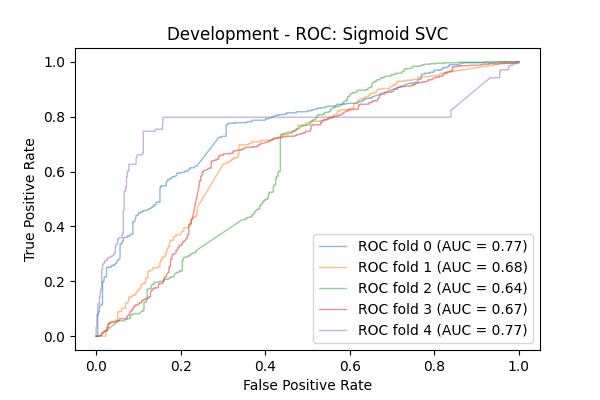 Development - ROC: Sigmoid SVC
True Positive Rate
1.0
0.8
0.6
0.4
0.2
0.0
ROC fold 0 (AUC = 0.77)
ROC fold 1 (AUC = 0.68)
ROC fold 2 (AUC = 0.64)
ROC fold 3 (AUC = 0.67)
ROC fold 4 (AUC = 0.77)
0.0 0.2 0.4 0.6 0.8 1.0
False Positive Rate